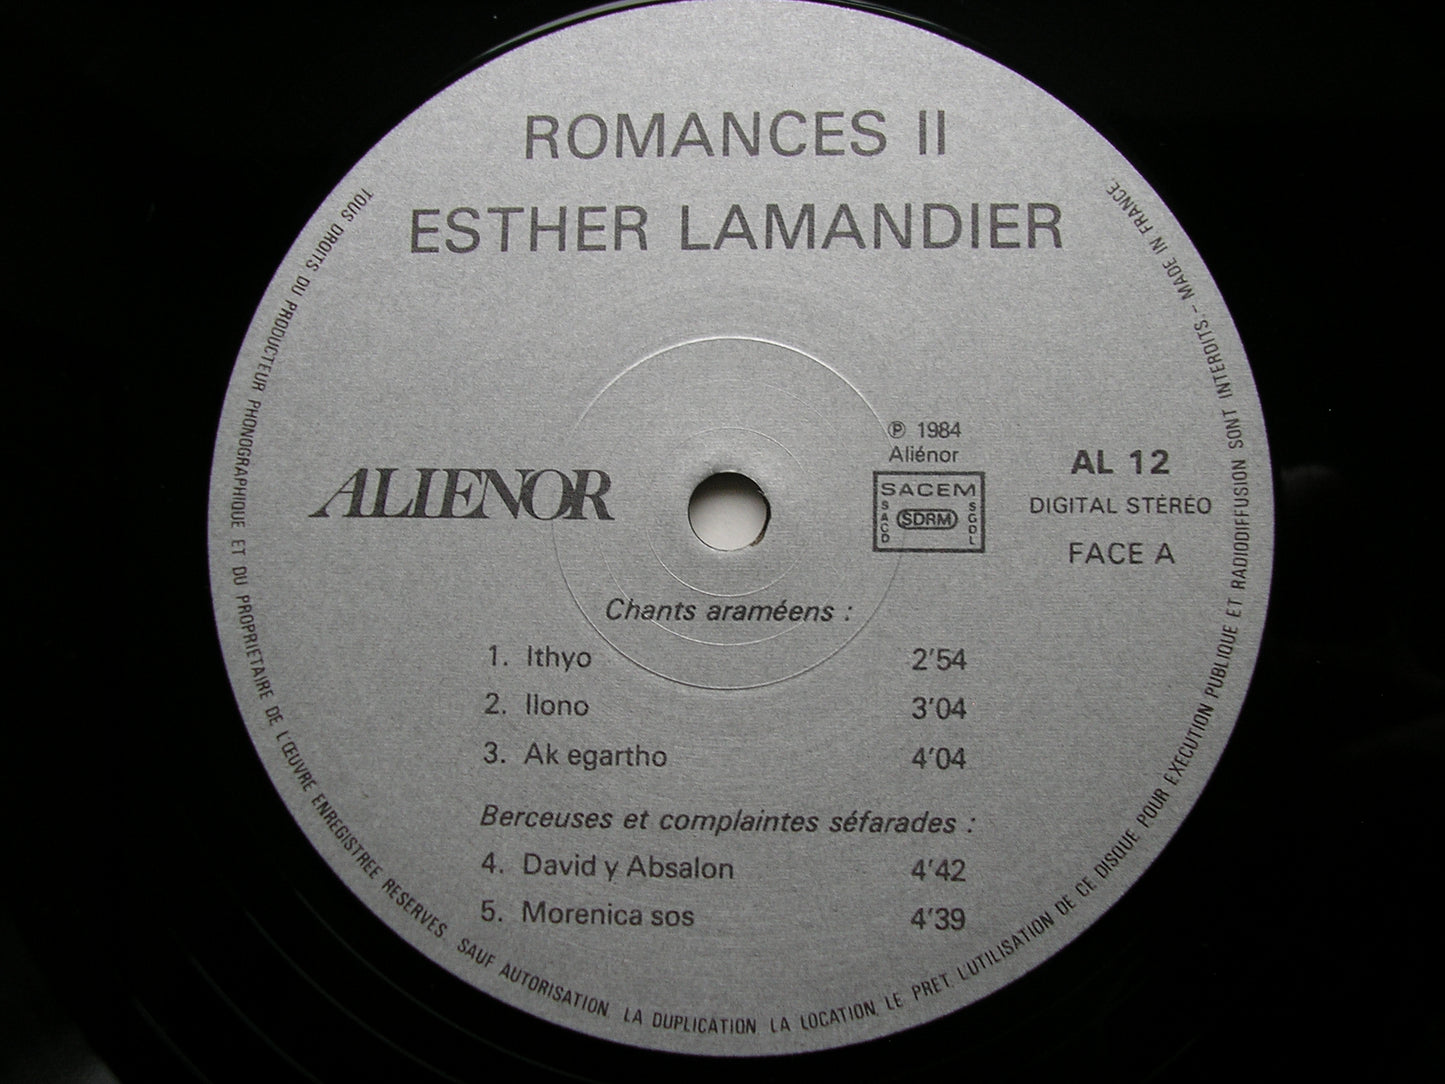 ROMANCES II
ESTHER LAMANDIER
ALIENOR
℗ 1984
Aliénor
SACEM
SACD
SDRM
SGDL
AL 12
DIGITAL STÉRÉO
FACE A
Chants araméens :
1. Ithyo 2'54
2. Ilono 3'04
3. Ak egartho 4'04
Berceuses et complaintes séfarades :
4. David y Absalon 4'42
5. Morenica sos 4'39
TOUS DROITS DU PRODUCTEUR PHONOGRAPHIQUE ET DU PROPRIETAIRE DE L'ŒUVRE ENREGISTREE RESERVES. SAUF AUTORISATION, LA DUPLICATION, LA LOCATION, LE PRET, L'UTILISATION DE CE DISQUE POUR EXECUTION PUBLIQUE ET RADIODIFFUSION SONT INTERDITS. - MADE IN FRANCE.